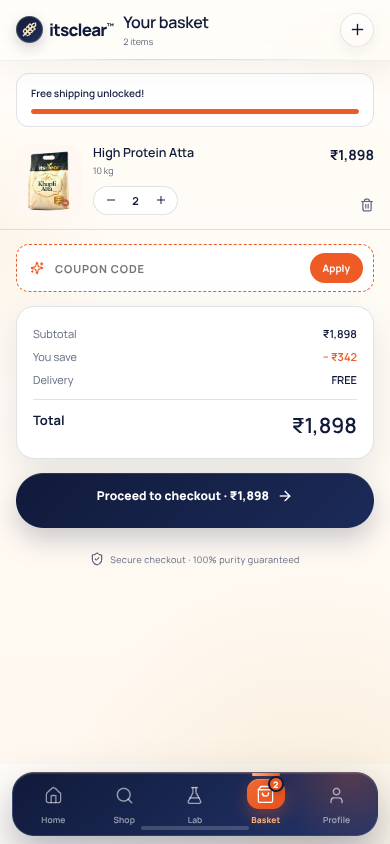 itsclear™
Your basket
2 items
Free shipping unlocked!
Khapli
Atta
High Protein Atta
₹1,898
10 kg
− 2 +
COUPON CODE
Apply
Subtotal ₹1,898
You save − ₹342
Delivery FREE
Total ₹1,898
Proceed to checkout · ₹1,898 →
Secure checkout · 100% purity guaranteed
2
Home Shop Lab Basket Profile